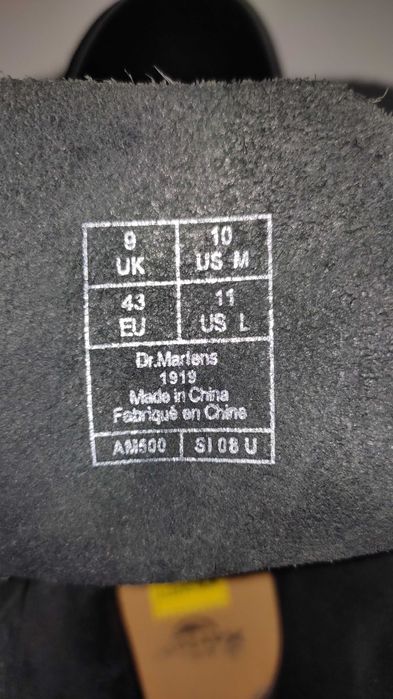 9 UK
10 US M
43 EU
11 US L
Dr.Martens
1919
Made in China
Fabriqué en Chine
AM500
SI 08 U